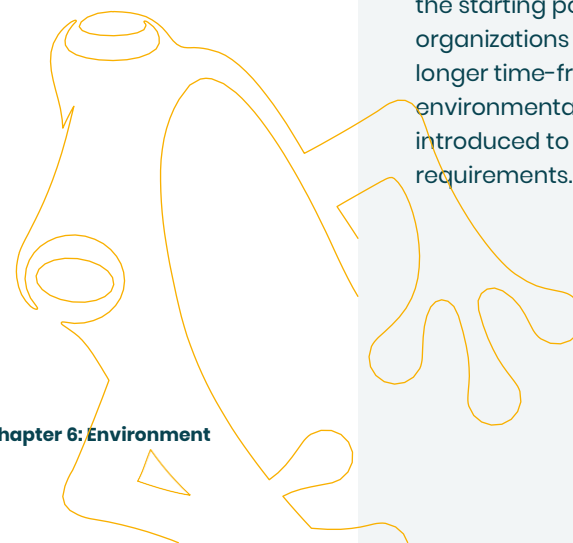 the starting po
organizations
longer time-fr
environmenta
introduced to
requirements.
hapter 6: Environment